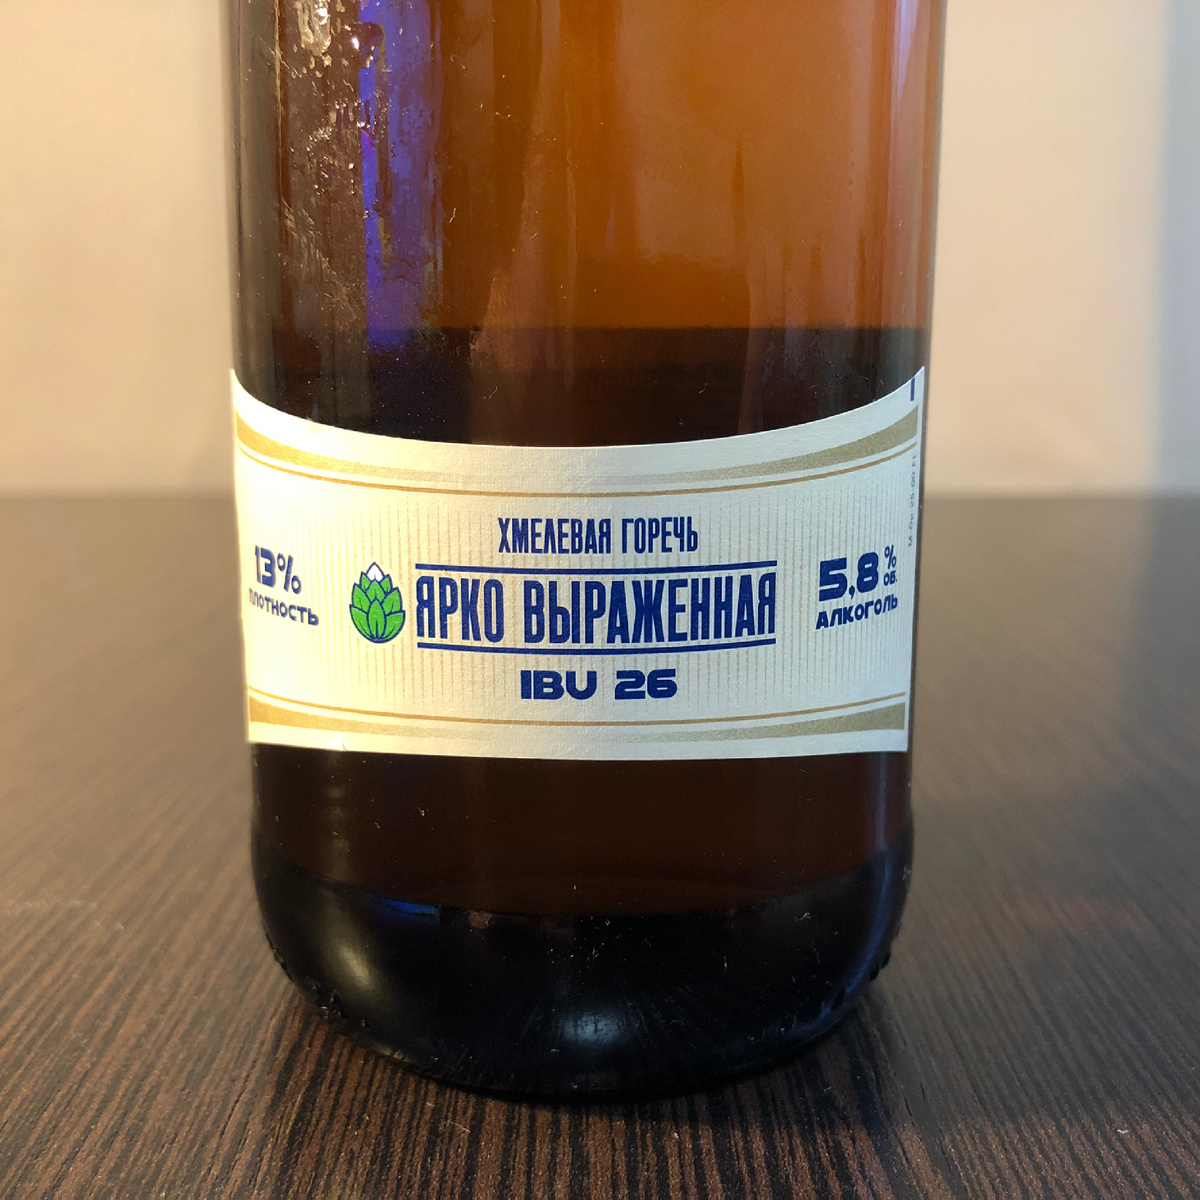 ХМЕЛЕВАЯ ГОРЕЧЬ
ЯРКО ВЫРАЖЕННАЯ
IBU 26
13%
ПЛОТНОСТЬ
5,8% ОБ.
АЛКОГОЛЬ